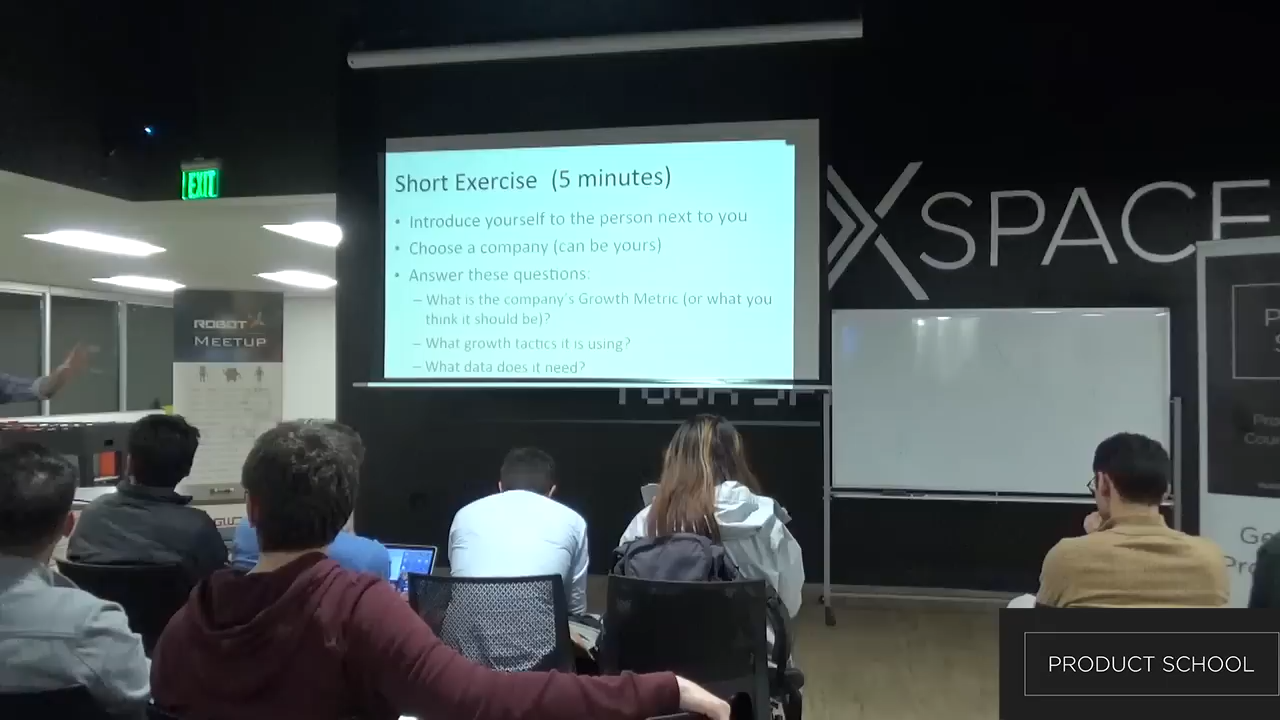 EXIT
Short Exercise (5 minutes)
• Introduce yourself to the person next to you
• Choose a company (can be yours)
• Answer these questions:
– What is the company's Growth Metric (or what you
think it should be)?
– What growth tactics it is using?
– What data does it need?
XSPACE
ROBOT
MEETUP
PRODUCT SCHOOL